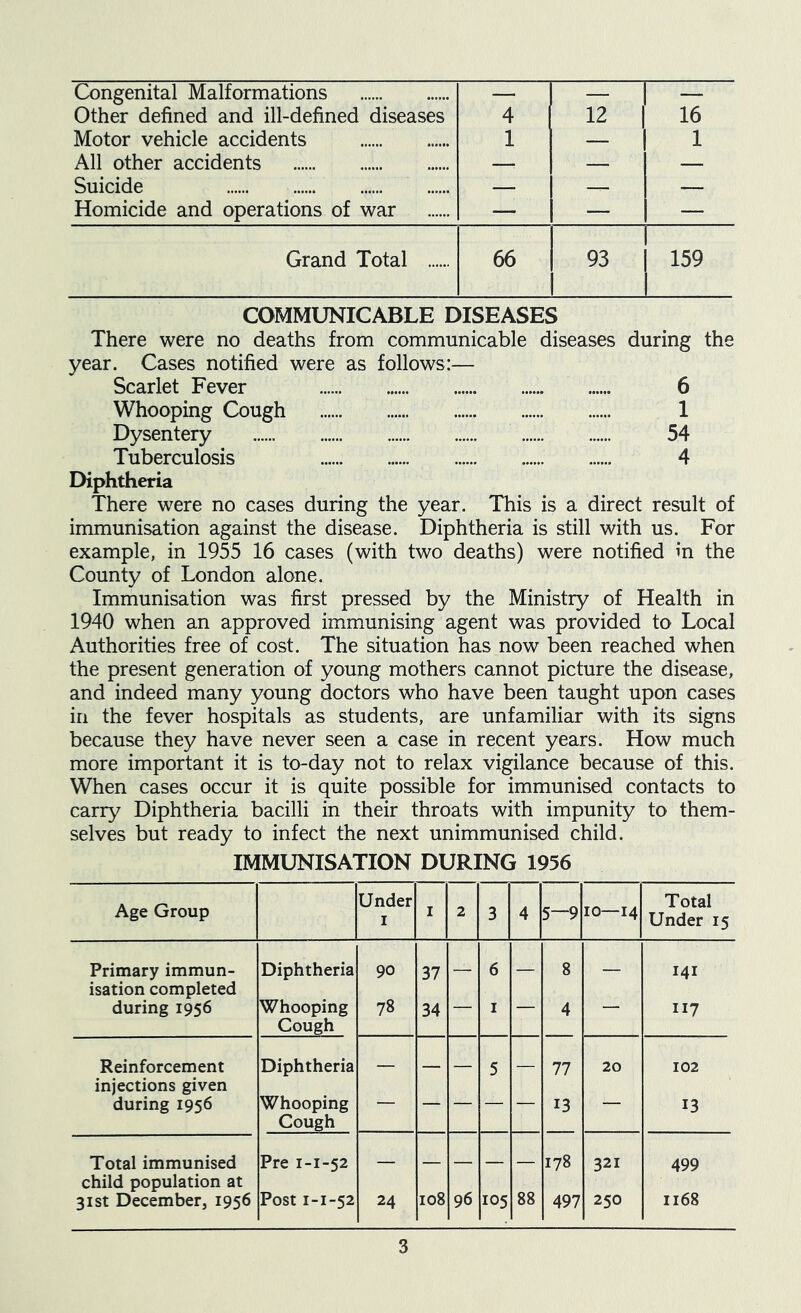 Congenital Malformations ...... ...... — — —
Other defined and ill-defined diseases 4 12 16
Motor vehicle accidents ...... ...... 1 — 1
All other accidents ...... ...... ...... — — —
Suicide ...... ...... ...... ...... — — —
Homicide and operations of war ...... — — —
Grand Total ...... 66 93 159
COMMUNICABLE DISEASES
There were no deaths from communicable diseases during the
year. Cases notified were as follows:—
Scarlet Fever ...... ...... ...... ...... ...... 6
Whooping Cough ...... ...... ...... ...... ...... 1
Dysentery ...... ...... ...... ...... ...... ...... 54
Tuberculosis ...... ...... ...... ...... ...... 4
Diphtheria
There were no cases during the year. This is a direct result of
immunisation against the disease. Diphtheria is still with us. For
example, in 1955 16 cases (with two deaths) were notified in the
County of London alone.
Immunisation was first pressed by the Ministry of Health in
1940 when an approved immunising agent was provided to Local
Authorities free of cost. The situation has now been reached when
the present generation of young mothers cannot picture the disease,
and indeed many young doctors who have been taught upon cases
in the fever hospitals as students, are unfamiliar with its signs
because they have never seen a case in recent years. How much
more important it is to-day not to relax vigilance because of this.
When cases occur it is quite possible for immunised contacts to
carry Diphtheria bacilli in their throats with impunity to them-
selves but ready to infect the next unimmunised child.
IMMUNISATION DURING 1956
Age Group Under 1 1 2 3 4 5—9 10—14 Total Under 15
Primary immun- Diphtheria 90 37 — 6 — 8 — 141
isation completed
during 1956 Whooping 78 34 — 1 — 4 — 117
Cough
Reinforcement Diphtheria — — — 5 — 77 20 102
injections given
during 1956 Whooping — — — — — 13 — 13
Cough
Total immunised Pre 1-1-52 — — — — — 178 321 499
child population at
31st December, 1956 Post 1-1-52 24 108 96 105 88 497 250 1168
3